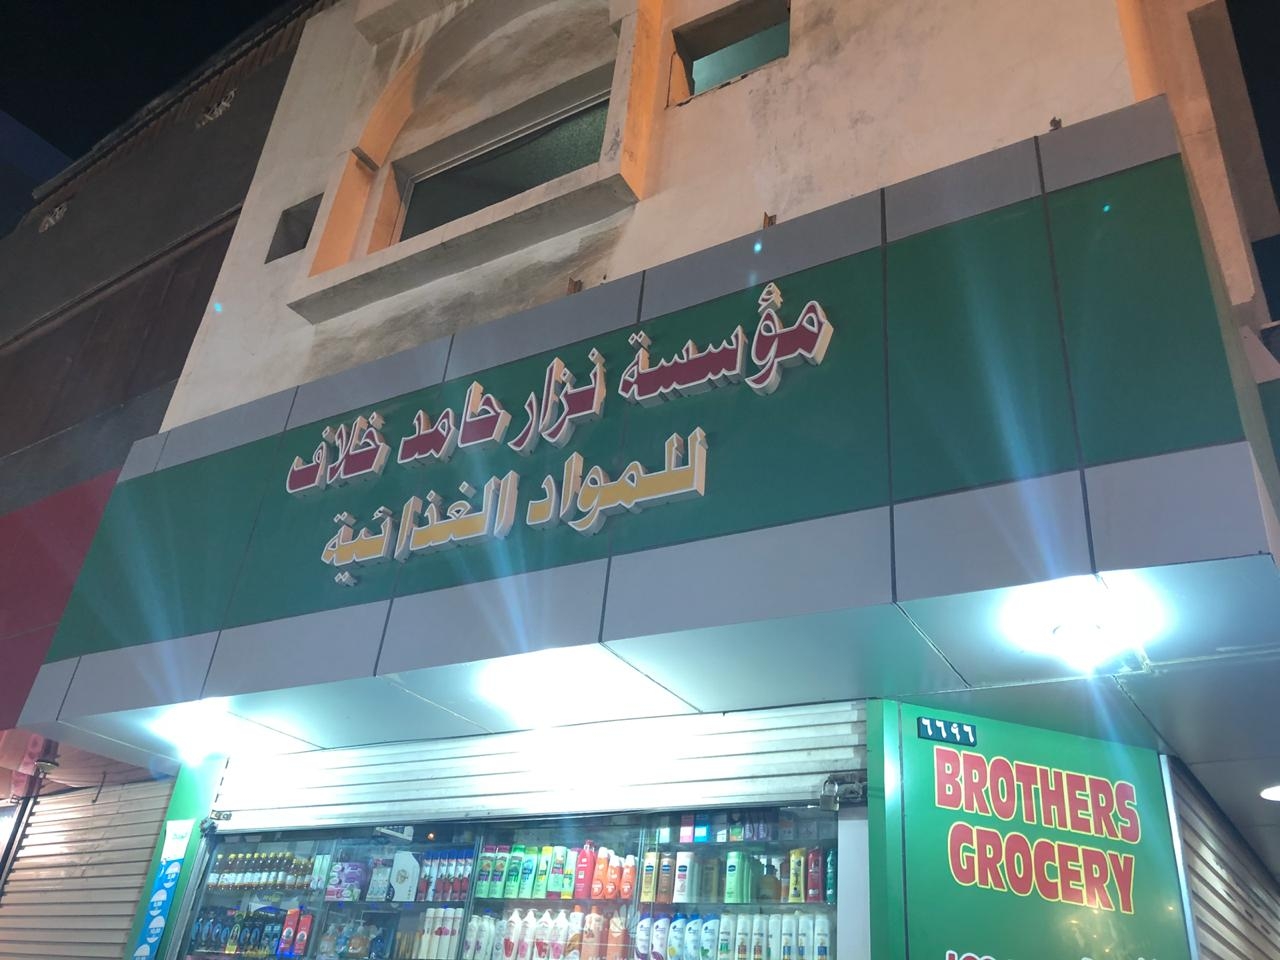 مؤسسة نزار حامد خلاف
للمواد الغذائية
٦٦٩٦
BROTHERS
GROCERY